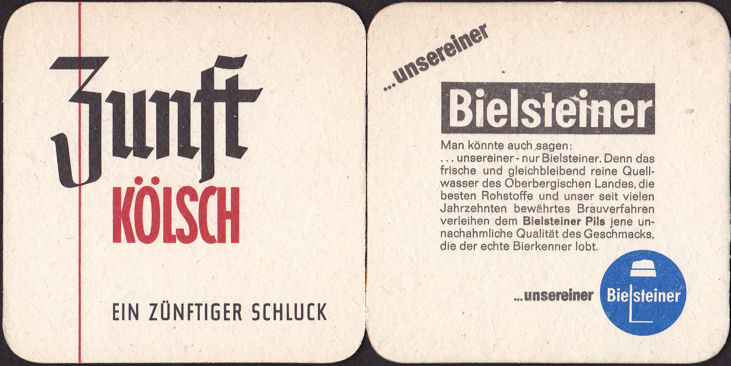 Zunft
KÖLSCH
EIN ZÜNFTIGER SCHLUCK
...unsereiner
Bielsteiner
Man könnte auch sagen:
... unsereiner - nur Bielsteiner. Denn das
frische und gleichbleibend reine Quell-
wasser des Oberbergischen Landes, die
besten Rohstoffe und unser seit vielen
Jahrzehnten bewährtes Brauverfahren
verleihen dem Bielsteiner Pils jene un-
nachahmliche Qualität des Geschmacks,
die der echte Bierkenner lobt.
...unsereiner
Bielsteiner